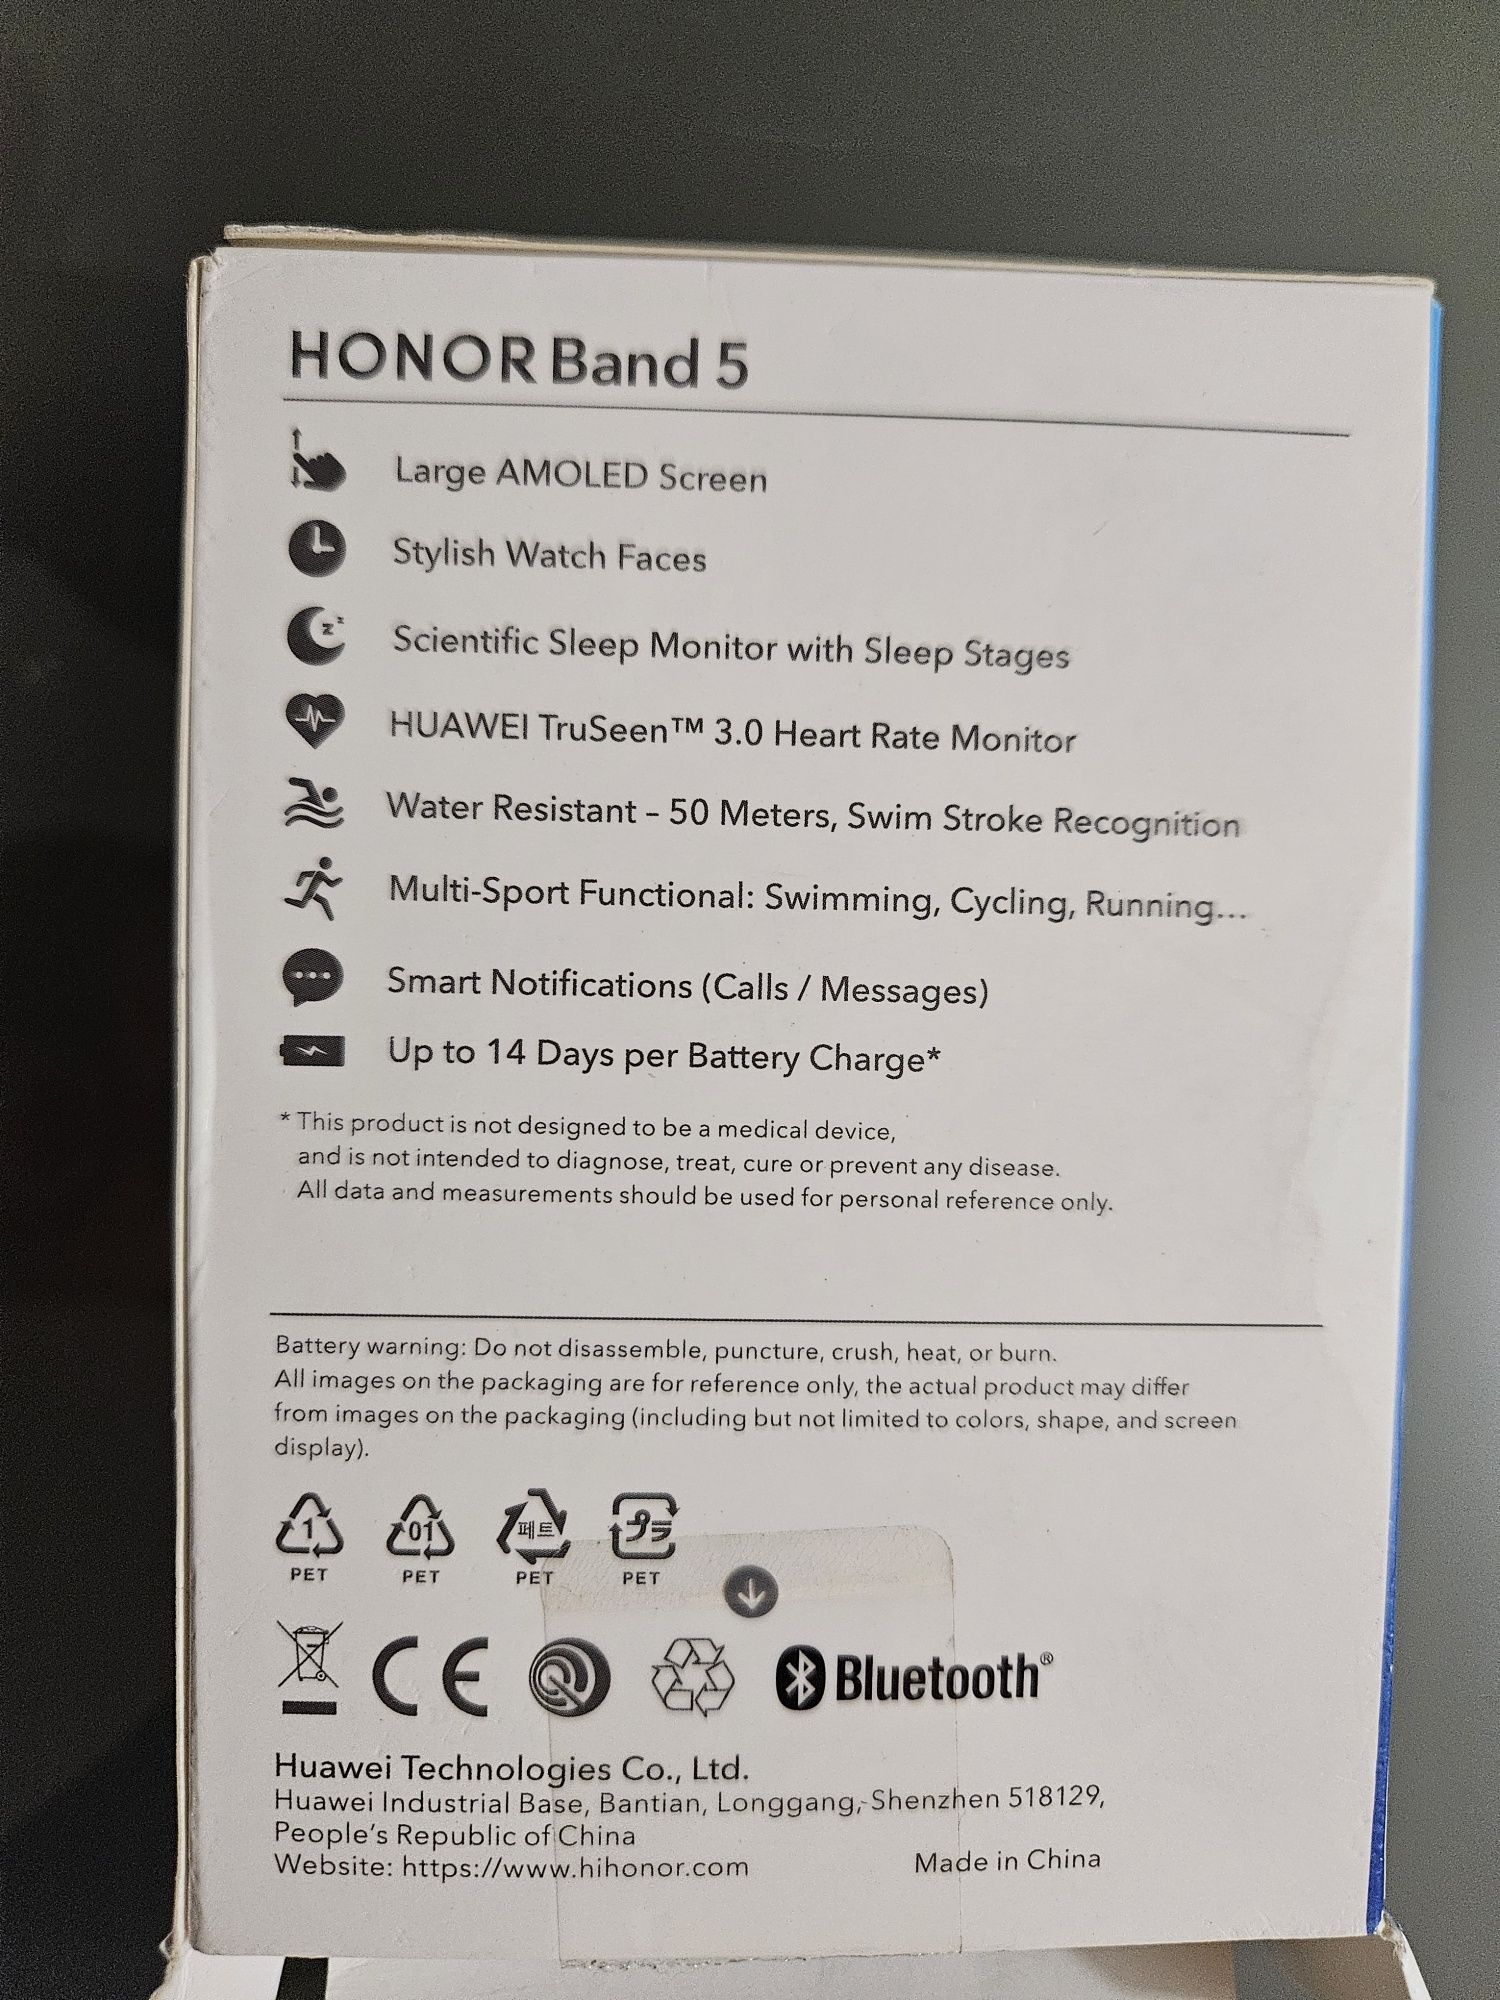 HONOR Band 5
Large AMOLED Screen
Stylish Watch Faces
Scientific Sleep Monitor with Sleep Stages
HUAWEI TruSeen™ 3.0 Heart Rate Monitor
Water Resistant – 50 Meters, Swim Stroke Recognition
Multi-Sport Functional: Swimming, Cycling, Running...
Smart Notifications (Calls / Messages)
Up to 14 Days per Battery Charge*
* This product is not designed to be a medical device,
and is not intended to diagnose, treat, cure or prevent any disease.
All data and measurements should be used for personal reference only.
Battery warning: Do not disassemble, puncture, crush, heat, or burn.
All images on the packaging are for reference only, the actual product may differ
from images on the packaging (including but not limited to colors, shape, and screen
display).
1 01 페트 プラ
PET PET PET PET
CE Bluetooth®
Huawei Technologies Co., Ltd.
Huawei Industrial Base, Bantian, Longgang, Shenzhen 518129,
People's Republic of China
Website: https://www.hihonor.com Made in China